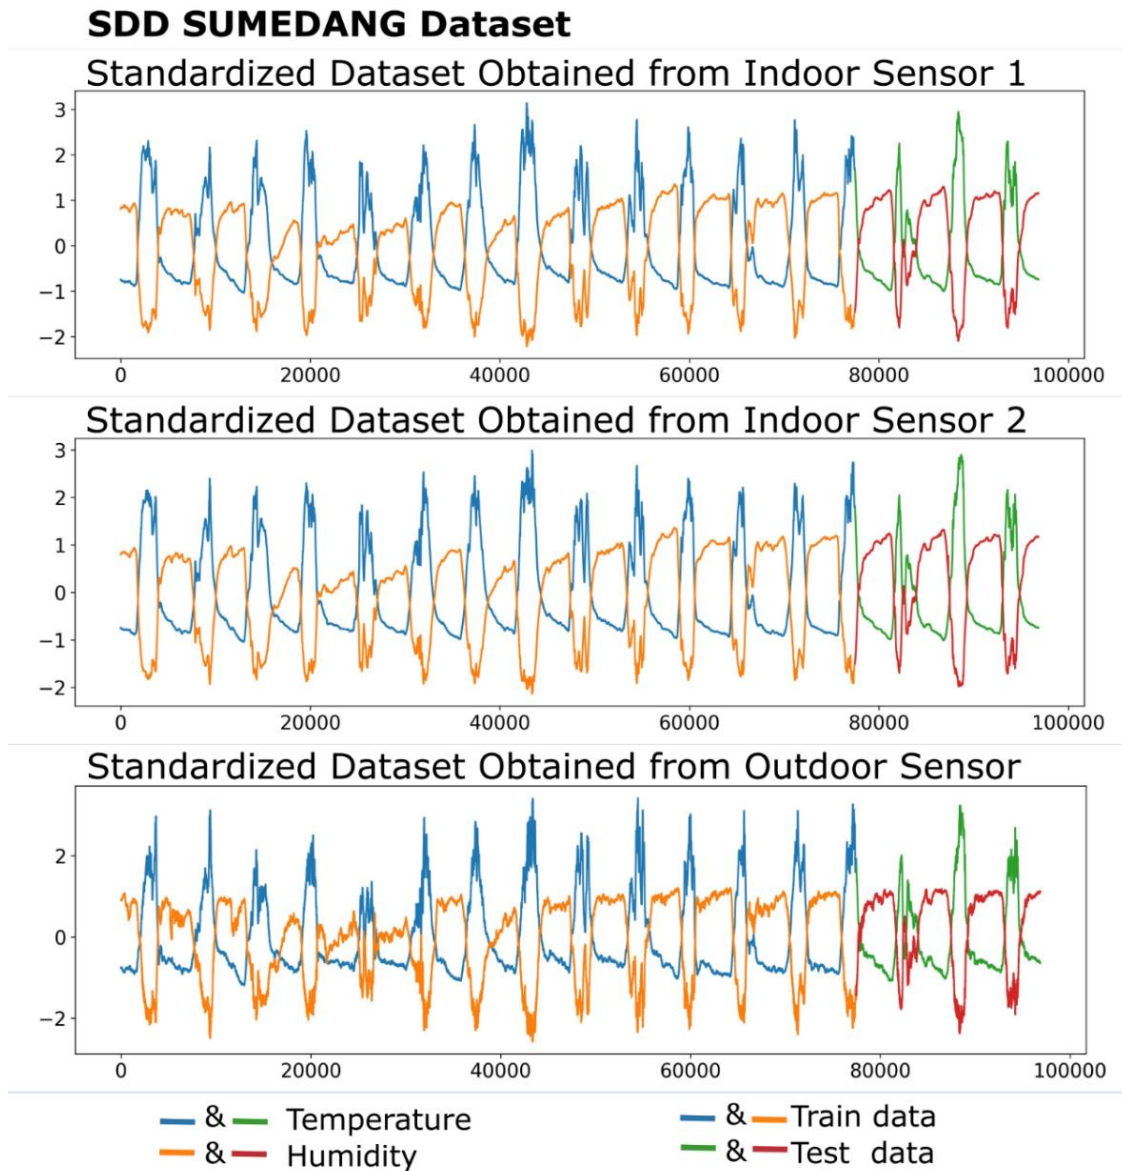 SDD SUMEDANG Dataset
Standardized Dataset Obtained from Indoor Sensor 1
3
2
1
0
−1
−2
0 20000 40000 60000 80000 100000
Standardized Dataset Obtained from Indoor Sensor 2
3
2
1
0
−1
−2
0 20000 40000 60000 80000 100000
Standardized Dataset Obtained from Outdoor Sensor
2
0
−2
0 20000 40000 60000 80000 100000
& Temperature & Train data
& Humidity & Test data